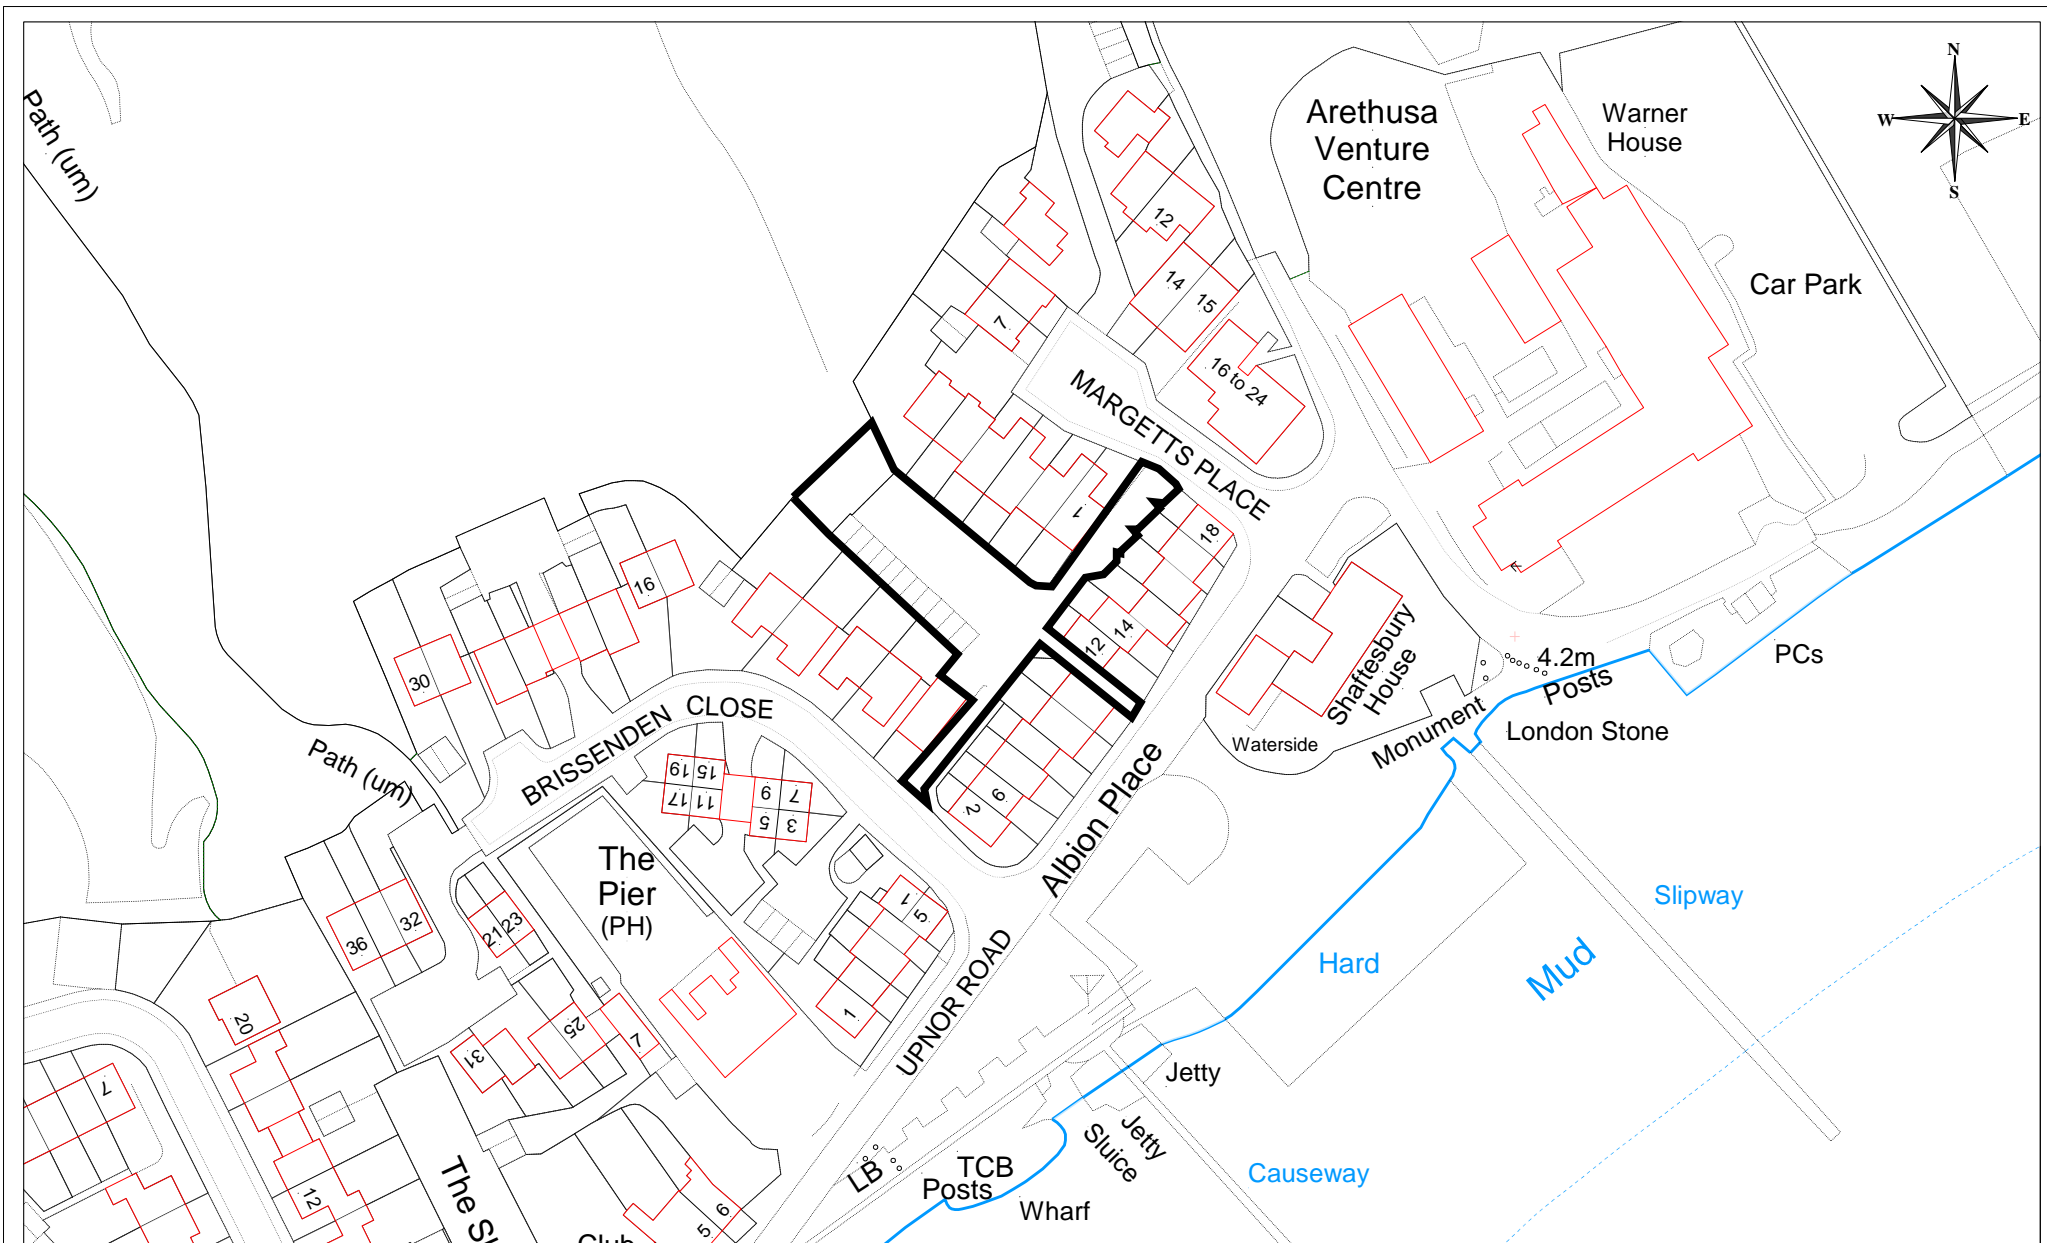 Path (um)
Arethusa
Venture
Centre
Warner
House
N
W
E
S
Car Park
12
14
15
7
16 to 24
MARGETTS PLACE
1
18
16
14
12
30
Shaftesbury
House
4.2m
Posts
PCs
Monument
London Stone
Waterside
BRISSENDEN CLOSE
Path (um)
19
15
17
11
9
7
5
3
2
9
Albion Place
The
Pier
(PH)
1
5
36
32
21
23
Slipway
Hard
Mud
UPNOR ROAD
20
25
31
7
1
7
Jetty
Jetty
Sluice
LB
TCB
Posts
Wharf
Causeway
12
6
5